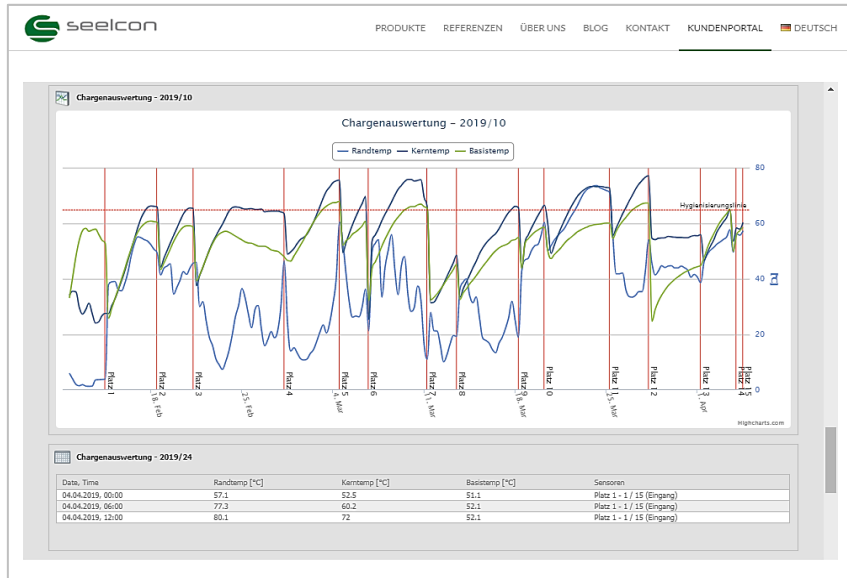 seelcon
PRODUKTE REFERENZEN ÜBER UNS BLOG KONTAKT KUNDENPORTAL DEUTSCH
Chargenauswertung - 2019/10
Chargenauswertung - 2019/10
Randtemp Kerntemp Basistemp
80
Hygienisierungslinie
60
40
[°C]
20
0
Platz 1
Platz 2
Platz 3
Platz 4
Platz 5
Platz 6
Platz 7
Platz 8
Platz 9
Platz 10
Platz 11
Platz 12
Platz 13
Platz 14
Platz 15
18. Feb
25. Feb
4. Mar
11. Mar
18. Mar
25. Mar
1. Apr
Highcharts.com
Chargenauswertung - 2019/24
Date, Time Randtemp [°C] Kerntemp [°C] Basistemp [°C] Sensoren
04.04.2019, 00:00 57.1 52.5 51.1 Platz 1 - 1 / 15 (Eingang)
04.04.2019, 06:00 77.3 60.2 52.1 Platz 1 - 1 / 15 (Eingang)
04.04.2019, 12:00 80.1 72 52.1 Platz 1 - 1 / 15 (Eingang)